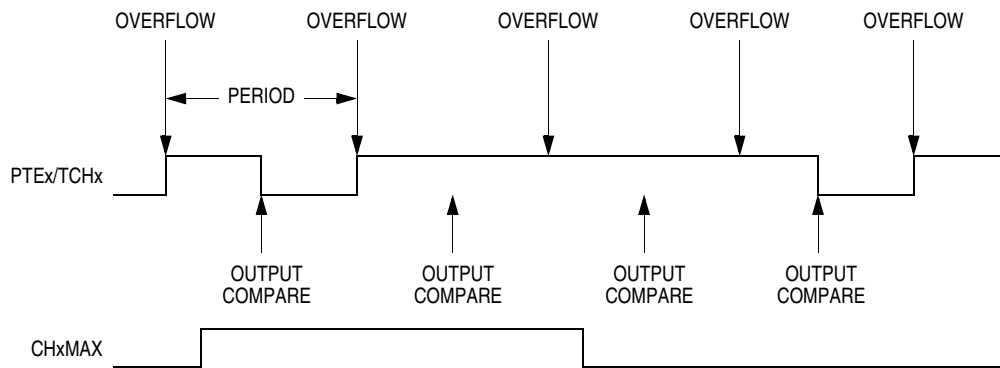 OVERFLOW OVERFLOW OVERFLOW OVERFLOW OVERFLOW
PERIOD
PTEx/TCHx
OUTPUT OUTPUT OUTPUT OUTPUT
COMPARE COMPARE COMPARE COMPARE
CHxMAX